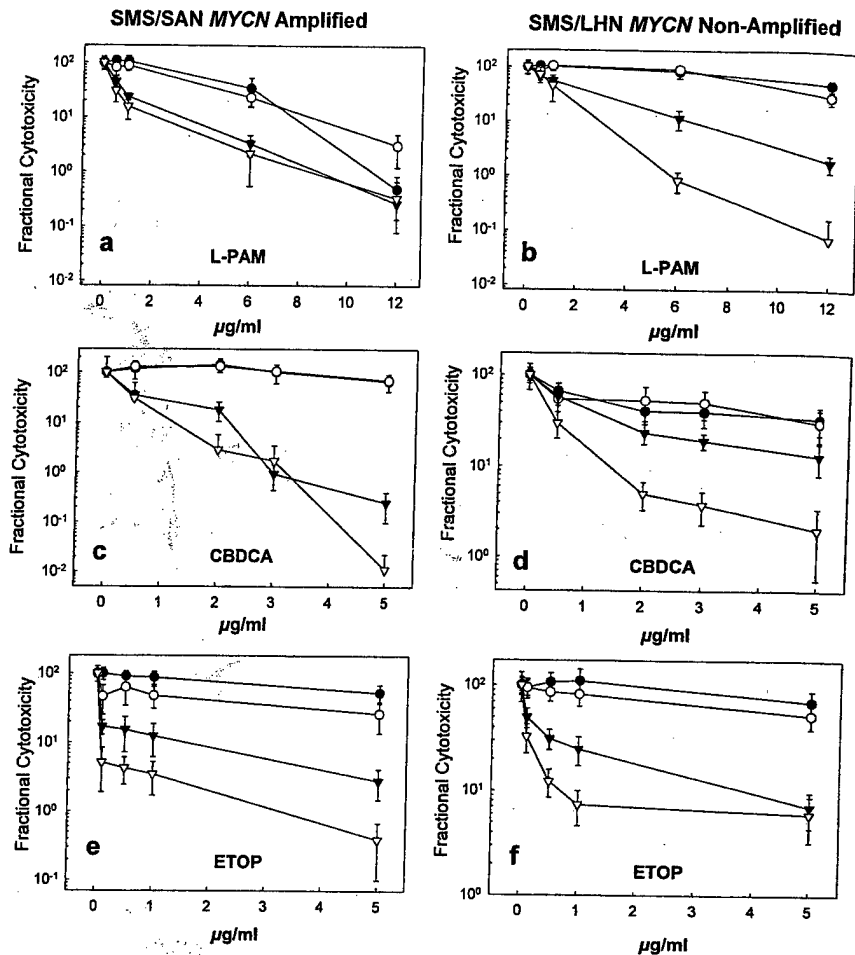 SMS/SAN MYCN Amplified
SMS/LHN MYCN Non-Amplified
Fractional Cytotoxicity
10²
10¹
10⁰
10⁻¹
10⁻²
a
L-PAM
0 2 4 6 8 10 12
µg/ml
Fractional Cytotoxicity
10²
10¹
10⁰
10⁻¹
10⁻²
b
L-PAM
0 2 4 6 8 10 12
µg/ml
Fractional Cytotoxicity
10²
10¹
10⁰
10⁻¹
10⁻²
c
CBDCA
0 1 2 3 4 5
µg/ml
Fractional Cytotoxicity
10²
10¹
10⁰
d
CBDCA
0 1 2 3 4 5
µg/ml
Fractional Cytotoxicity
10²
10¹
10⁰
10⁻¹
e
ETOP
0 1 2 3 4 5
µg/ml
Fractional Cytotoxicity
10²
10¹
10⁰
f
ETOP
0 1 2 3 4 5
µg/ml